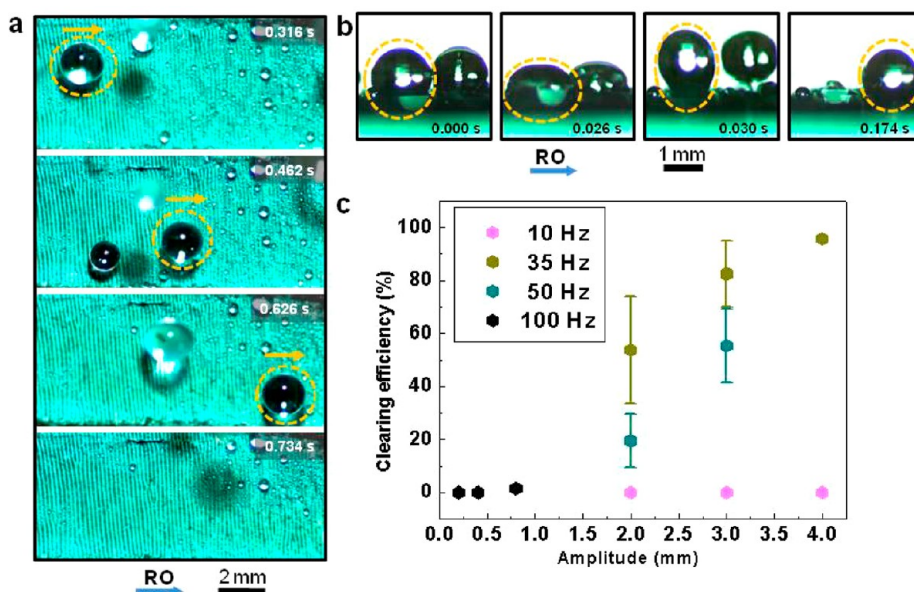 a
0.316 s
0.462 s
0.626 s
0.734 s
RO
2 mm
b
0.000 s
0.026 s
0.030 s
0.174 s
RO
1 mm
c
Clearing efficiency (%)
100
80
60
40
20
0
10 Hz
35 Hz
50 Hz
100 Hz
0.0 0.5 1.0 1.5 2.0 2.5 3.0 3.5 4.0
Amplitude (mm)